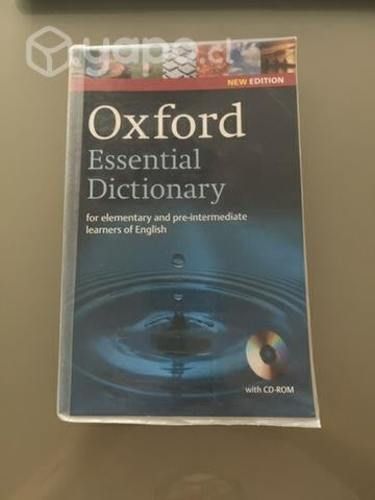 yapo.cl
NEW EDITION
Oxford
Essential
Dictionary
for elementary and pre-intermediate
learners of English
with CD-ROM